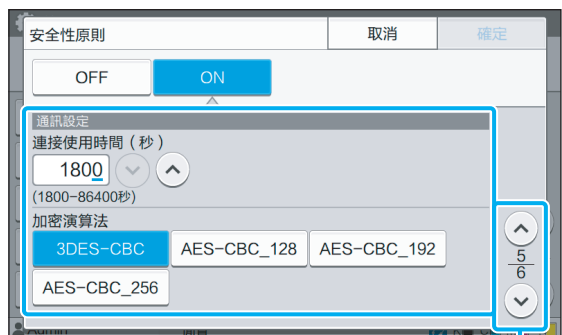 安全性原則 取消 確定
OFF ON
通訊設定
連接使用時間（秒）
1800
(1800-86400秒)
加密演算法
3DES-CBC AES-CBC_128 AES-CBC_192
5
6
AES-CBC_256
Admin